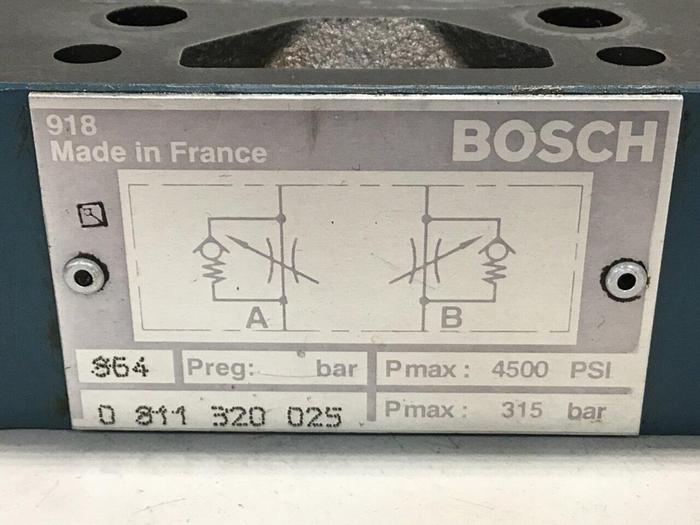 918
Made in France
BOSCH
A
B
864
Preg: bar
Pmax: 4500 PSI
0 811 320 025
Pmax: 315 bar